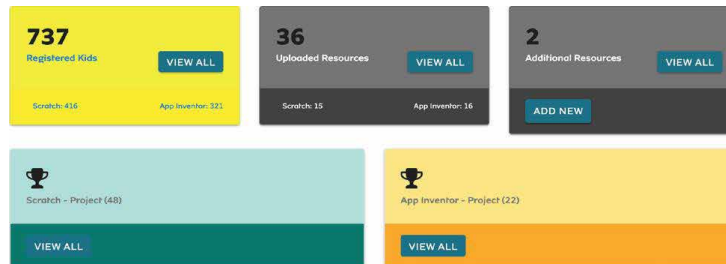 737
Registered Kids
VIEW ALL
Scratch: 416
App Inventor: 321
36
Uploaded Resources
VIEW ALL
Scratch: 15
App Inventor: 16
2
Additional Resources
VIEW ALL
ADD NEW
Scratch - Project (48)
VIEW ALL
App Inventor - Project (22)
VIEW ALL